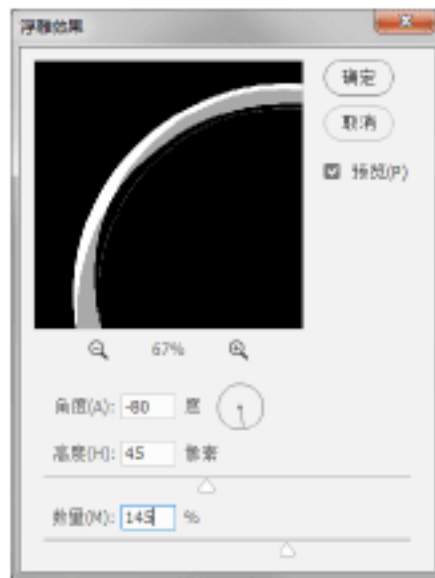 浮雕效果
确定
取消
预览(P)
67%
角度(A): -80 度
高度(H): 45 像素
数量(M): 145 %